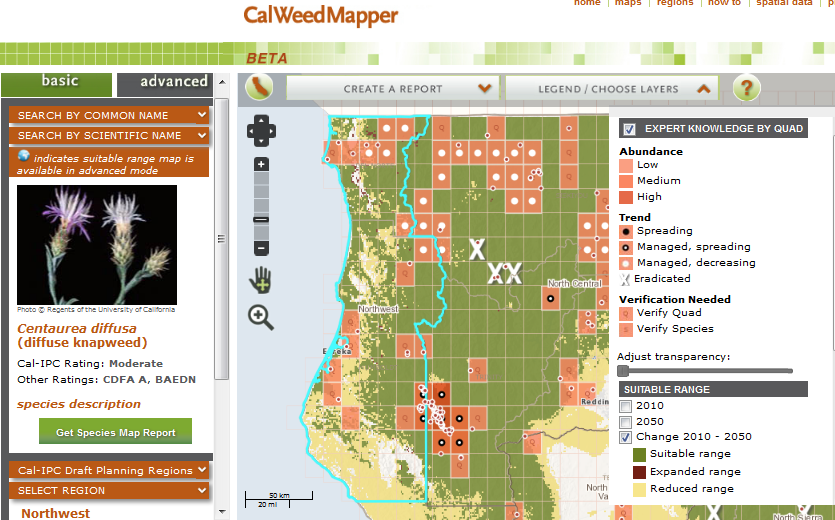 home | maps | regions | how to | spatial data |
CalWeedMapper
BETA
basic
advanced
CREATE A REPORT
LEGEND / CHOOSE LAYERS
?
SEARCH BY COMMON NAME
SEARCH BY SCIENTIFIC NAME
indicates suitable range map is
available in advanced mode
Photo © Regents of the University of California
Centaurea diffusa
(diffuse knapweed)
Cal-IPC Rating: Moderate
Other Ratings: CDFA A, BAEDN
species description
Get Species Map Report
Cal-IPC Draft Planning Regions
SELECT REGION
Northwest
North Central
Northwest
Eureka
Reddin
North
Va
North Sierra
50 km
20 mi
EXPERT KNOWLEDGE BY QUAD
Abundance
Low
Medium
High
Trend
Spreading
Managed, spreading
Managed, decreasing
Eradicated
Verification Needed
Verify Quad
Verify Species
Adjust transparency:
SUITABLE RANGE
2010
2050
Change 2010 - 2050
Suitable range
Expanded range
Reduced range